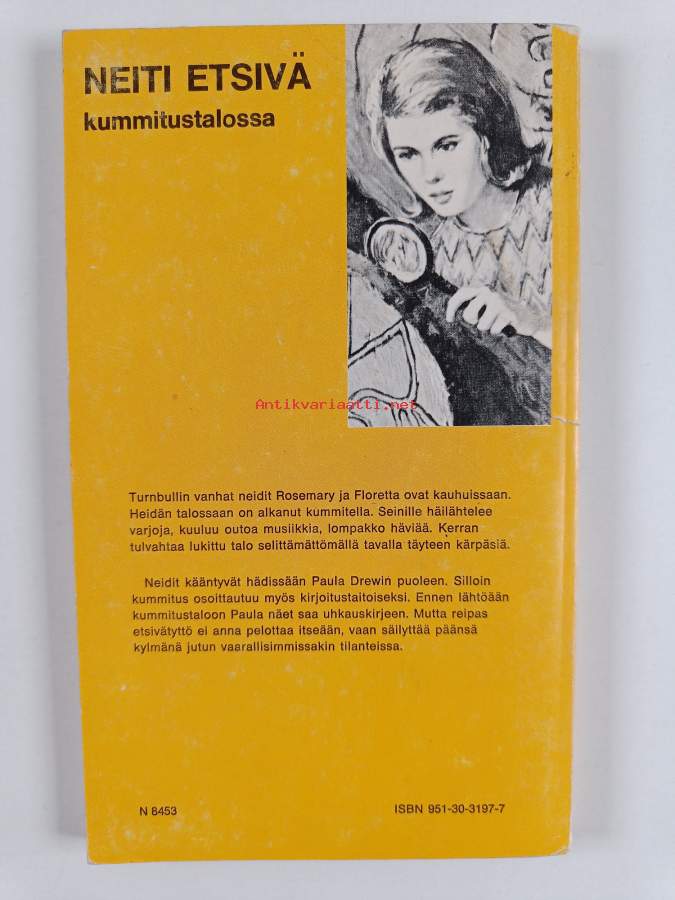 NEITI ETSIVÄ
kummitustalossa
Antikvariaatti.net
Turnbullin vanhat neidit Rosemary ja Floretta ovat kauhuissaan.
Heidän talossaan on alkanut kummitella. Seinille häilähtelee
varjoja, kuuluu outoa musiikkia, lompakko häviää. Kerran
tulvahtaa lukittu talo selittämättömällä tavalla täyteen kärpäsiä.
Neidit kääntyvät hädissään Paula Drewin puoleen. Silloin
kummitus osoittautuu myös kirjoitustaitoiseksi. Ennen lähtöään
kummitustaloon Paula näet saa uhkauskirjeen. Mutta reipas
etsivätyttö ei anna pelottaa itseään, vaan säilyttää päänsä
kylmänä jutun vaarallisimmissakin tilanteissa.
N 8453
ISBN 951-30-3197-7